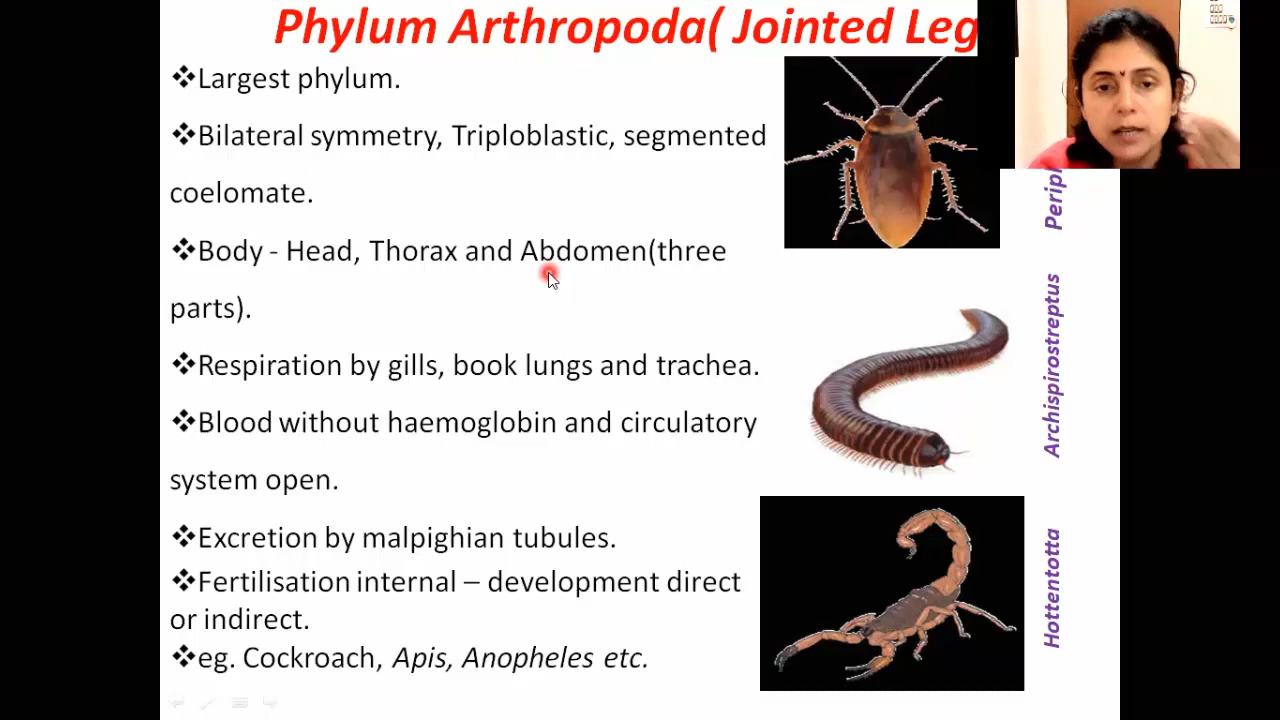 Phylum Arthropoda( Jointed Leg
❖Largest phylum.
❖Bilateral symmetry, Triploblastic, segmented
coelomate.
❖Body - Head, Thorax and Abdomen(three
parts).
❖Respiration by gills, book lungs and trachea.
❖Blood without haemoglobin and circulatory
system open.
❖Excretion by malpighian tubules.
❖Fertilisation internal – development direct
or indirect.
❖eg. Cockroach, Apis, Anopheles etc.
Peripl
Archispirostreptus
Hottentotta